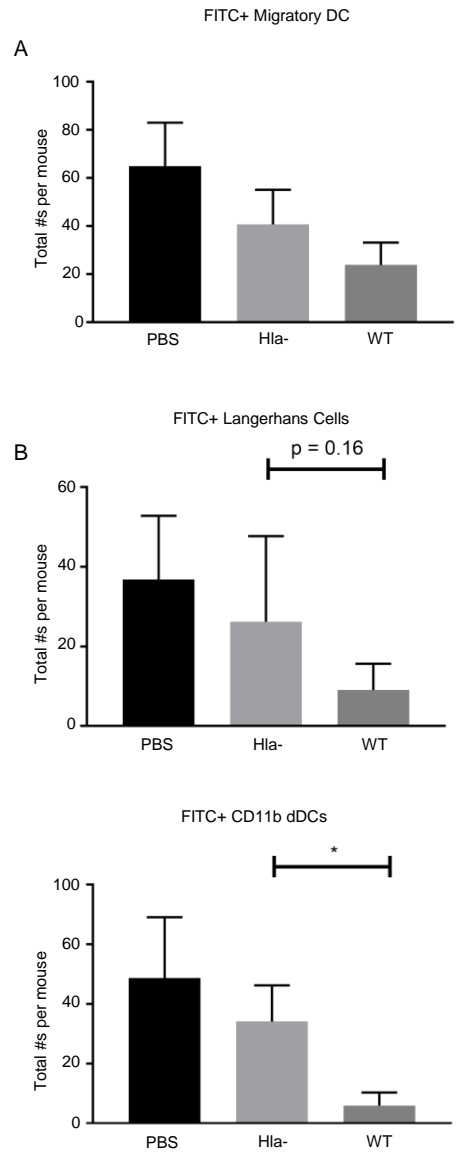 FITC+ Migratory DC
A
Total #s per mouse
100
80
60
40
20
0
PBS Hla- WT
FITC+ Langerhans Cells
B
p = 0.16
Total #s per mouse
60
40
20
0
PBS Hla- WT
FITC+ CD11b dDCs
*
Total #s per mouse
100
60
40
20
0
PBS Hla- WT